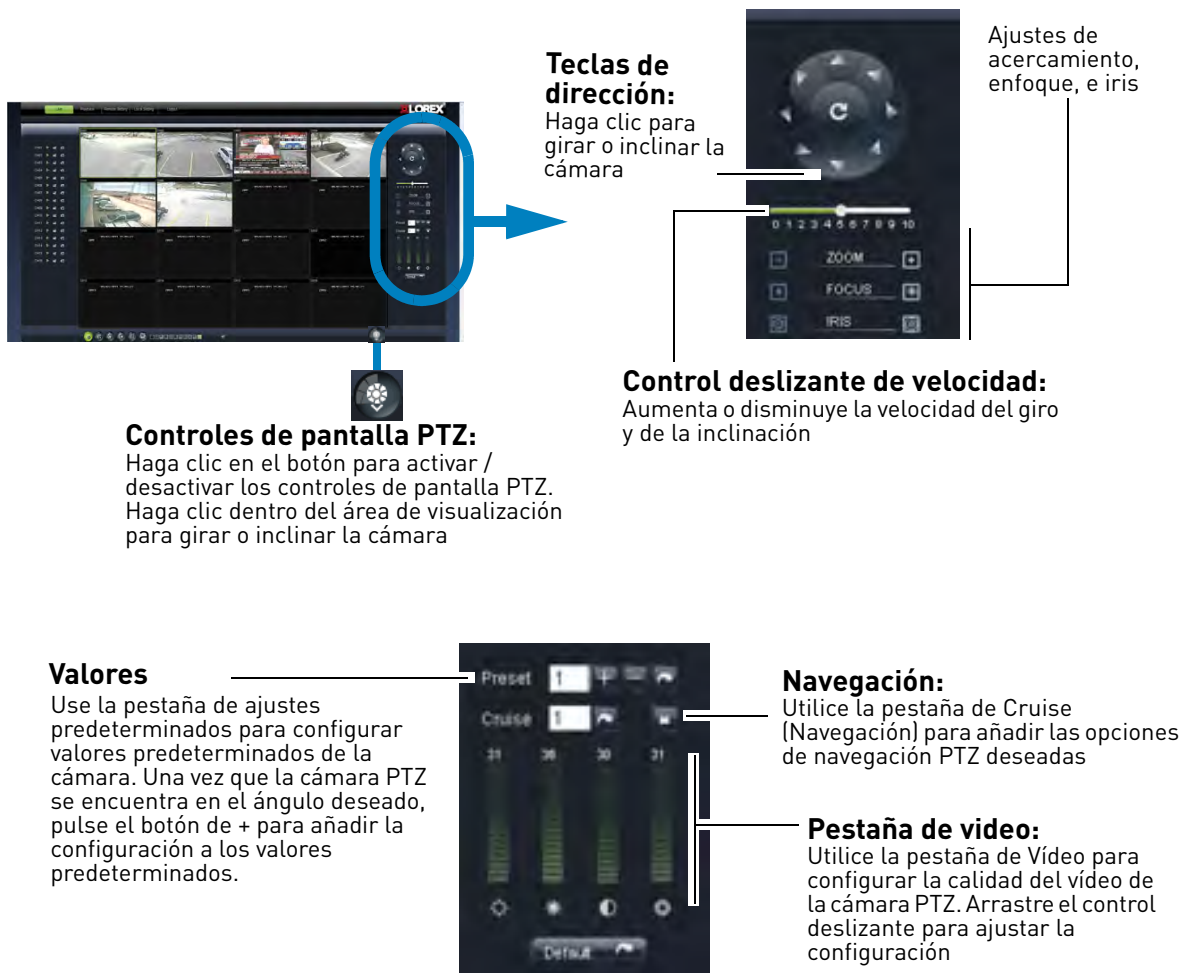 Teclas de
dirección:
Haga clic para
girar o inclinar la
cámara
Ajustes de
acercamiento,
enfoque, e iris
LOREX
0 1 2 3 4 5 6 7 8 9 10
ZOOM
FOCUS
IRIS
Control deslizante de velocidad:
Aumenta o disminuye la velocidad del giro
y de la inclinación
Controles de pantalla PTZ:
Haga clic en el botón para activar /
desactivar los controles de pantalla PTZ.
Haga clic dentro del área de visualización
para girar o inclinar la cámara
Valores
Use la pestaña de ajustes
predeterminados para configurar
valores predeterminados de la
cámara. Una vez que la cámara PTZ
se encuentra en el ángulo deseado,
pulse el botón de + para añadir la
configuración a los valores
predeterminados.
Preset 1
Cruise 1
31 36 30 31
Default
Navegación:
Utilice la pestaña de Cruise
(Navegación) para añadir las opciones
de navegación PTZ deseadas
Pestaña de video:
Utilice la pestaña de Vídeo para
configurar la calidad del vídeo de
la cámara PTZ. Arrastre el control
deslizante para ajustar la
configuración